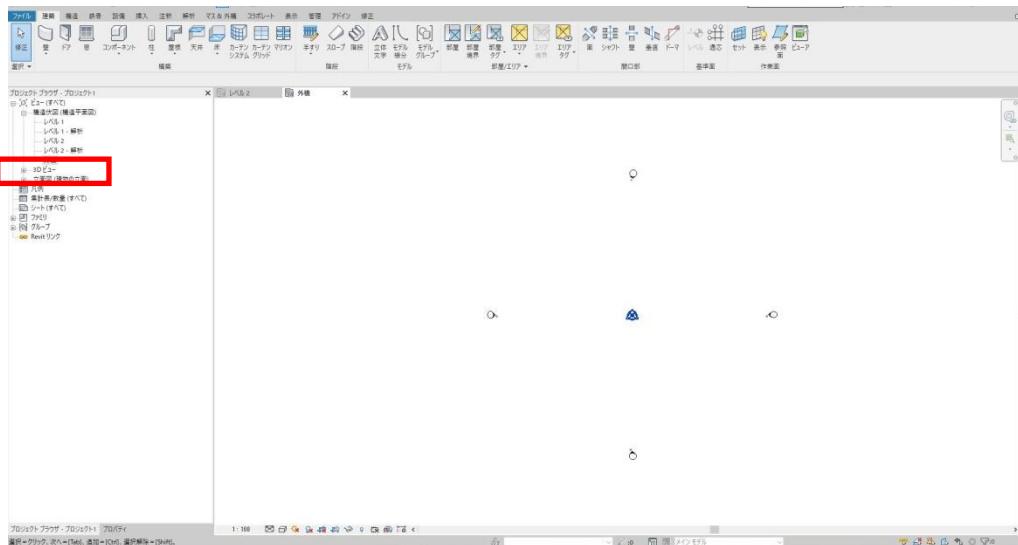 ファイル 建築 構造 鉄骨 設備 挿入 注釈 解析 マス & 外構 コラボレート 表示 管理 アドイン 修正
修正 壁 ドア 窓 コンポーネント 柱 屋根 天井 床 カーテン システム カーテン グリッド マリオン 手すり スロープ 階段 立体 文字 モデル 線分 モデル グループ 部屋 部屋 境界 部屋 タグ エリア エリア 境界 エリア タグ 面 シャフト 壁 垂直 ドーマ レベル 通芯 セット 表示 参照 面 ビューア
選択 構築 階段 モデル 部屋/エリア 開口部 基準面 作業面
プロジェクト ブラウザ - プロジェクト1
レベル 2 外構
ビュー (すべて)
構造伏図 (構造平面図)
レベル 1
レベル 1 - 解析
レベル 2
レベル 2 - 解析
3D ビュー
立面図 (建物の立面)
凡例
集計表/数量 (すべて)
シート (すべて)
ファミリ
グループ
Revit リンク
プロジェクト ブラウザ - プロジェクト1 プロパティ
1 : 100
選択 = クリック、次へ = [Tab]、追加 = [Ctrl]、選択解除 = [Shift]。
:0 メイン モデル
:0